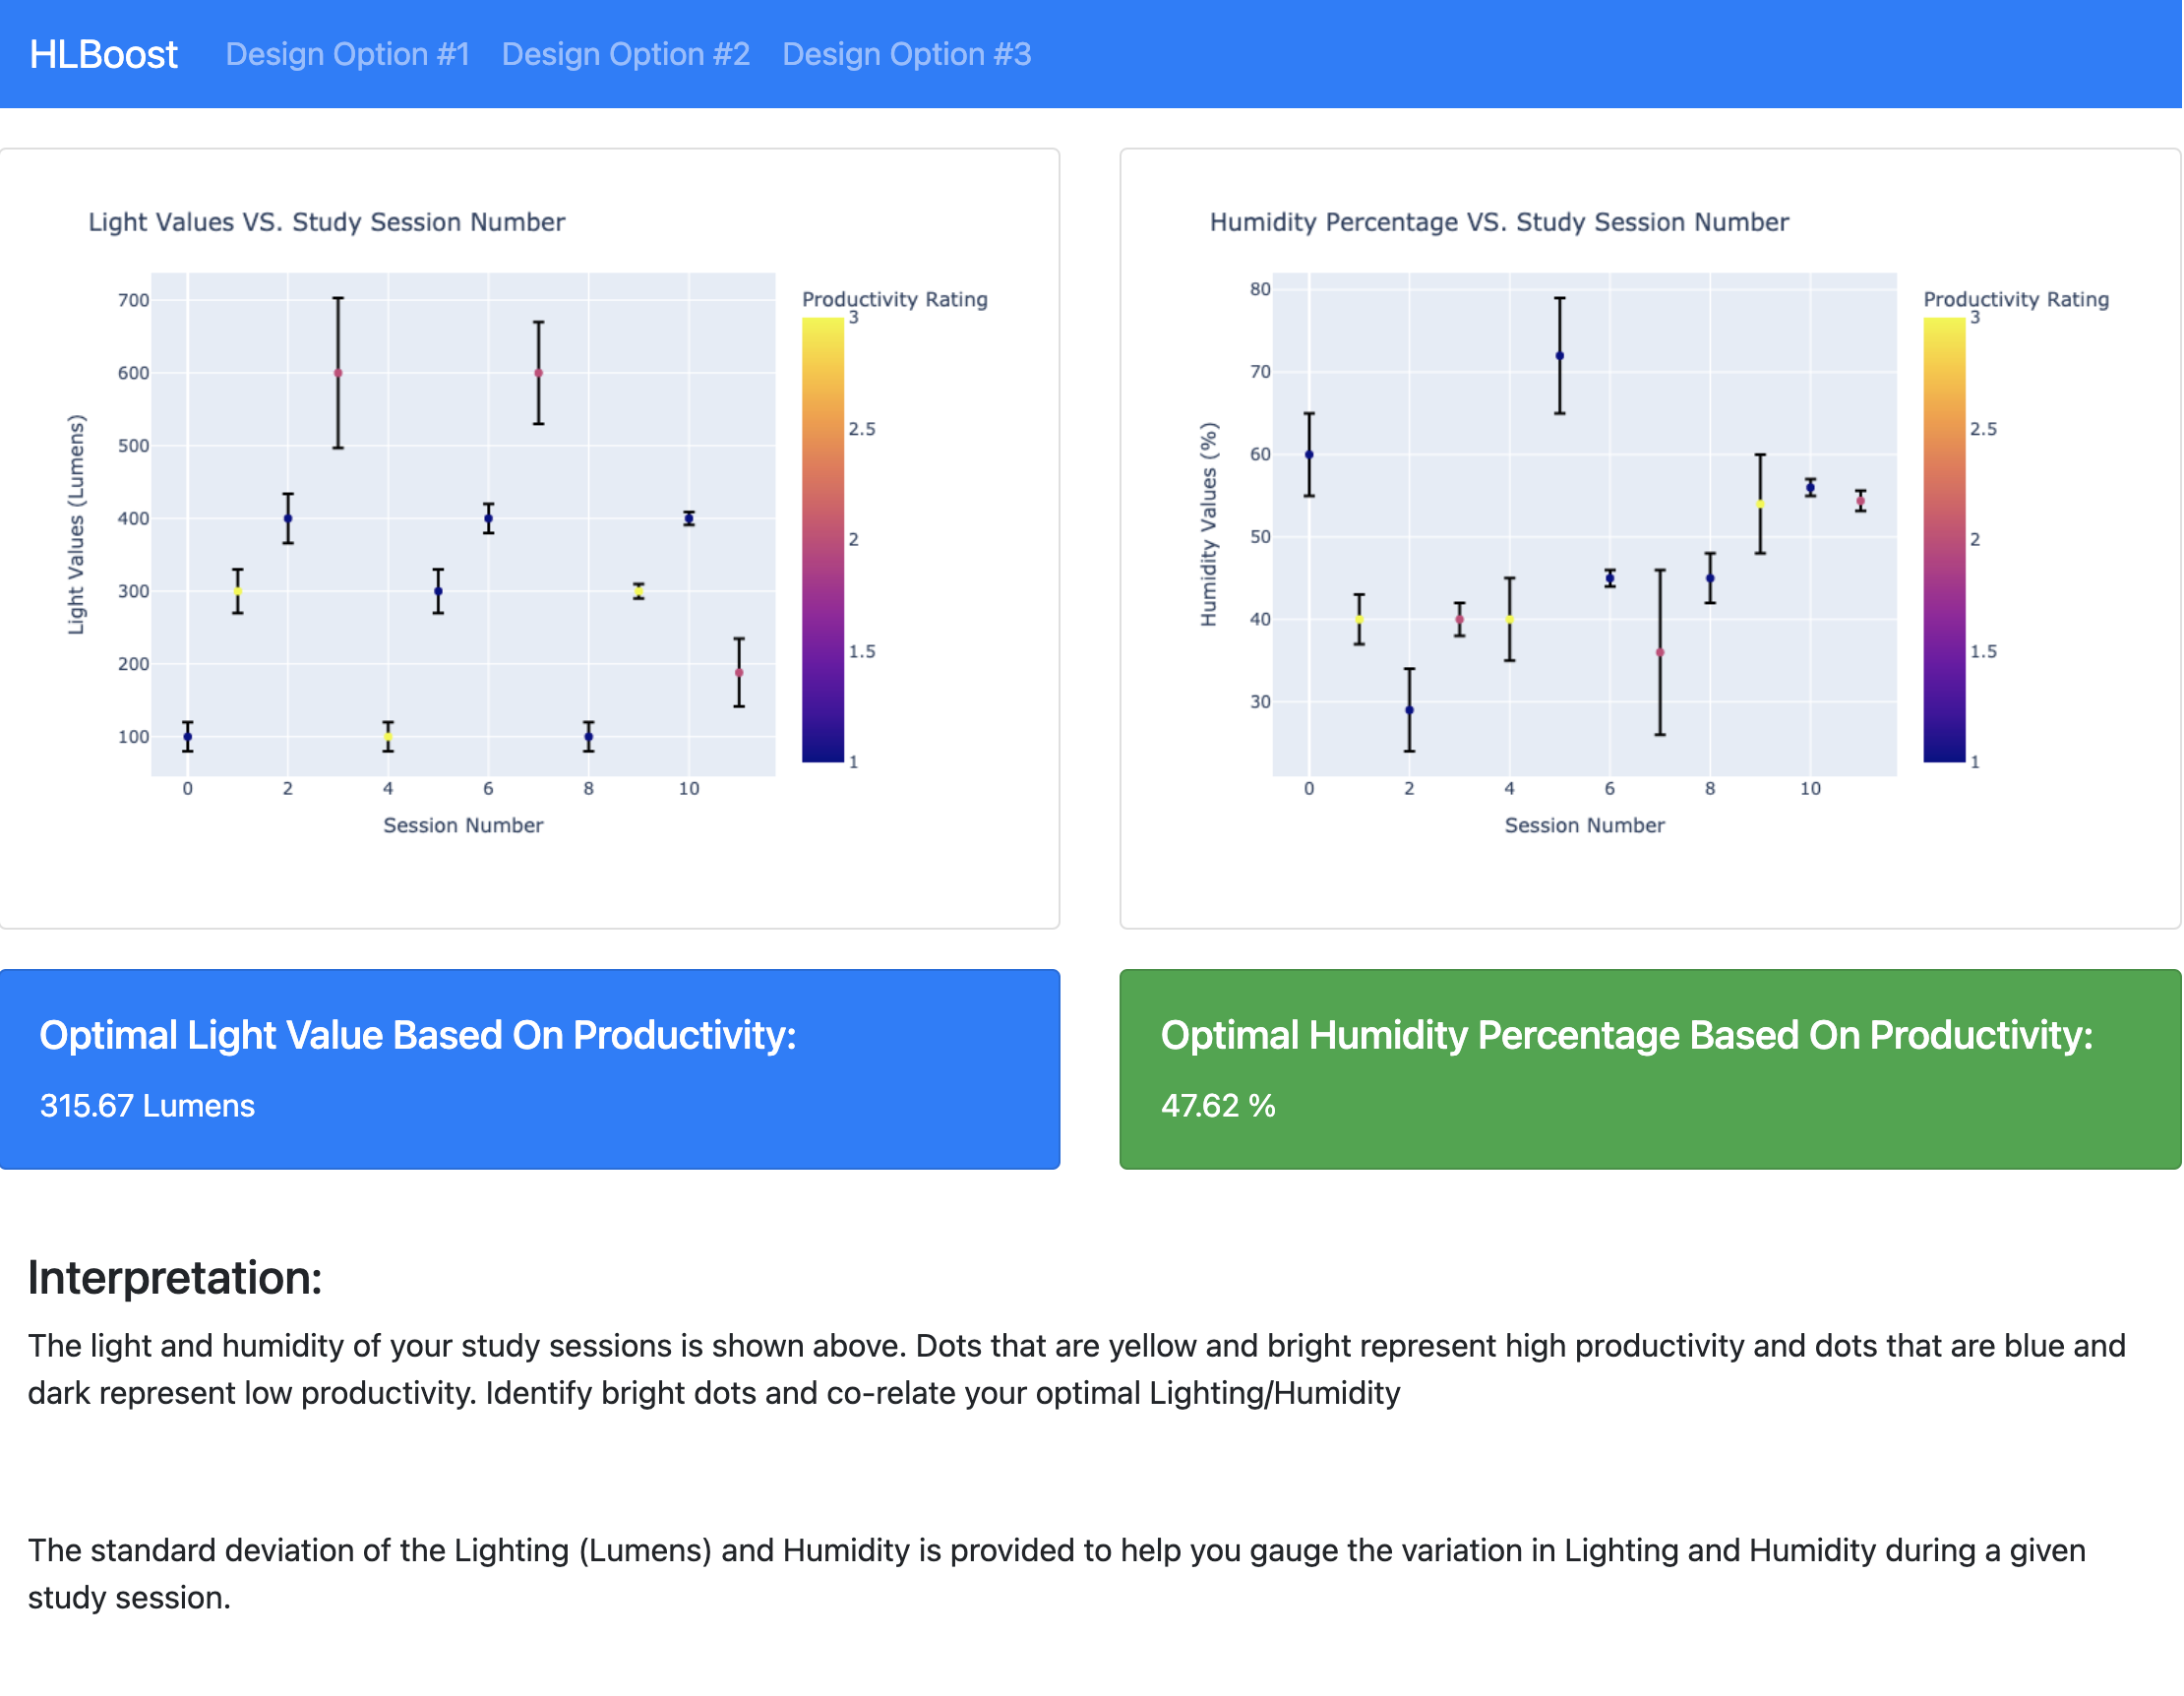 HLBoost Design Option #1 Design Option #2 Design Option #3
Light Values VS. Study Session Number
Productivity Rating
700
600
500
400
300
200
100
Light Values (Lumens)
0 2 4 6 8 10
Session Number
3
2.5
2
1.5
1
Humidity Percentage VS. Study Session Number
Productivity Rating
80
70
60
50
40
30
Humidity Values (%)
0 2 4 6 8 10
Session Number
3
2.5
2
1.5
1
Optimal Light Value Based On Productivity:
315.67 Lumens
Optimal Humidity Percentage Based On Productivity:
47.62 %
Interpretation:
The light and humidity of your study sessions is shown above. Dots that are yellow and bright represent high productivity and dots that are blue and
dark represent low productivity. Identify bright dots and co-relate your optimal Lighting/Humidity
The standard deviation of the Lighting (Lumens) and Humidity is provided to help you gauge the variation in Lighting and Humidity during a given
study session.